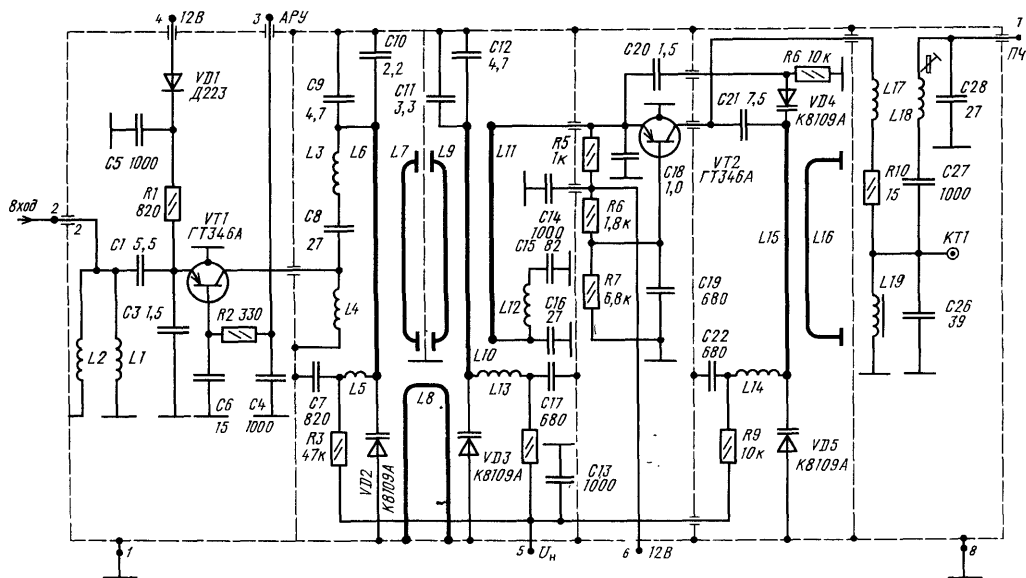 4 12В
3 АРУ
VD1
Д223
C5 1000
R1
820
Вход 2
2
C1 5,5
VT1
ГТ346А
C3 1,5
R2 330
L2
L1
C6
15
C4
1000
1
C9
4,7
C10
2,2
L3
L6
C8
27
L4
C7
820
L5
R3
47к
VD2
К8109А
L7
L9
L8
C11
3,3
C12
4,7
L10
L13
VD3
К8109А
C17
680
C13
1000
5 Uн
6 12В
L11
R5
1к
C14
1000
C15 82
L12
C16
27
R6
1,8к
R7
6,8к
C20 1,5
C18
1,0
VT2
ГТ346А
C19
680
C21 7,5
R6 10к
VD4
К8109А
C22
680
L14
R9
10к
VD5
К8109А
L15
L16
L17
L18
C28
27
7
ПЧ
R10
15
C27
1000
КТ1
L19
C26
39
8